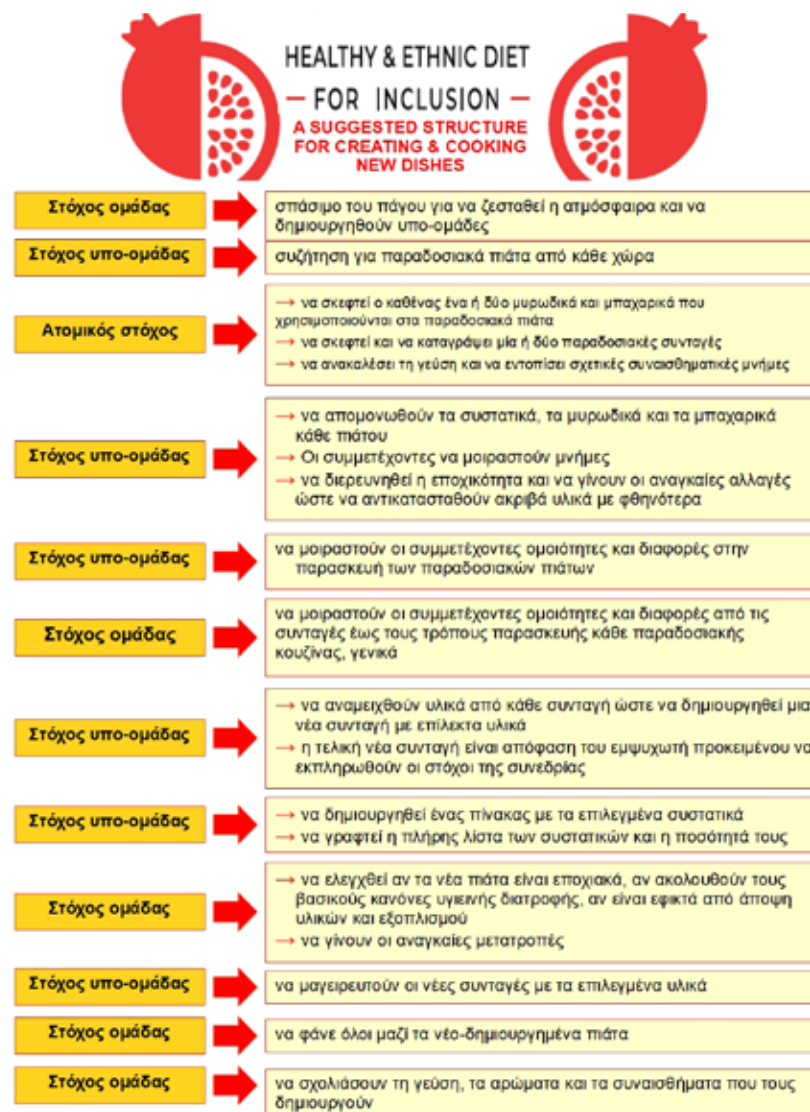 HEALTHY & ETHNIC DIET
FOR INCLUSION
A SUGGESTED STRUCTURE
FOR CREATING & COOKING
NEW DISHES
Στόχος ομάδας
σπάσιμο του πάγου για να ζεσταθεί η ατμόσφαιρα και να
δημιουργηθούν υπο-ομάδες
Στόχος υπο-ομάδας
συζήτηση για παραδοσιακά πιάτα από κάθε χώρα
Ατομικός στόχος
→ να σκεφτεί ο καθένας ένα ή δύο μυρωδικά και μπαχαρικά που
χρησιμοποιούνται στα παραδοσιακά πιάτα
→ να σκεφτεί και να καταγράψει μία ή δύο παραδοσιακές συνταγές
→ να ανακαλέσει τη γεύση και να εντοπίσει σχετικές συναισθηματικές μνήμες
Στόχος υπο-ομάδας
→ να απομονωθούν τα συστατικά, τα μυρωδικά και τα μπαχαρικά
κάθε πιάτου
→ Οι συμμετέχοντες να μοιραστούν μνήμες
→ να διερευνηθεί η εποχικότητα και να γίνουν οι αναγκαίες αλλαγές
ώστε να αντικατασταθούν ακριβά υλικά με φθηνότερα
Στόχος υπο-ομάδας
να μοιραστούν οι συμμετέχοντες ομοιότητες και διαφορές στην
παρασκευή των παραδοσιακών πιάτων
Στόχος ομάδας
να μοιραστούν οι συμμετέχοντες ομοιότητες και διαφορές από τις
συνταγές έως τους τρόπους παρασκευής κάθε παραδοσιακής
κουζίνας, γενικά
Στόχος υπο-ομάδας
→ να αναμειχθούν υλικά από κάθε συνταγή ώστε να δημιουργηθεί μια
νέα συνταγή με επίλεκτα υλικά
→ η τελική νέα συνταγή είναι απόφαση του εμψυχωτή προκειμένου να
εκπληρωθούν οι στόχοι της συνεδρίας
Στόχος υπο-ομάδας
→ να δημιουργηθεί ένας πίνακας με τα επιλεγμένα συστατικά
→ να γραφτεί η πλήρης λίστα των συστατικών και η ποσότητά τους
Στόχος ομάδας
→ να ελεγχθεί αν τα νέα πιάτα είναι εποχιακά, αν ακολουθούν τους
βασικούς κανόνες υγιεινής διατροφής, αν είναι εφικτά από άποψη
υλικών και εξοπλισμού
→ να γίνουν οι αναγκαίες μετατροπές
Στόχος υπο-ομάδας
να μαγειρευτούν οι νέες συνταγές με τα επιλεγμένα υλικά
Στόχος ομάδας
να φάνε όλοι μαζί τα νέο-δημιουργημένα πιάτα
Στόχος ομάδας
να σχολιάσουν τη γεύση, τα αρώματα και τα συναισθήματα που τους
δημιουργούν